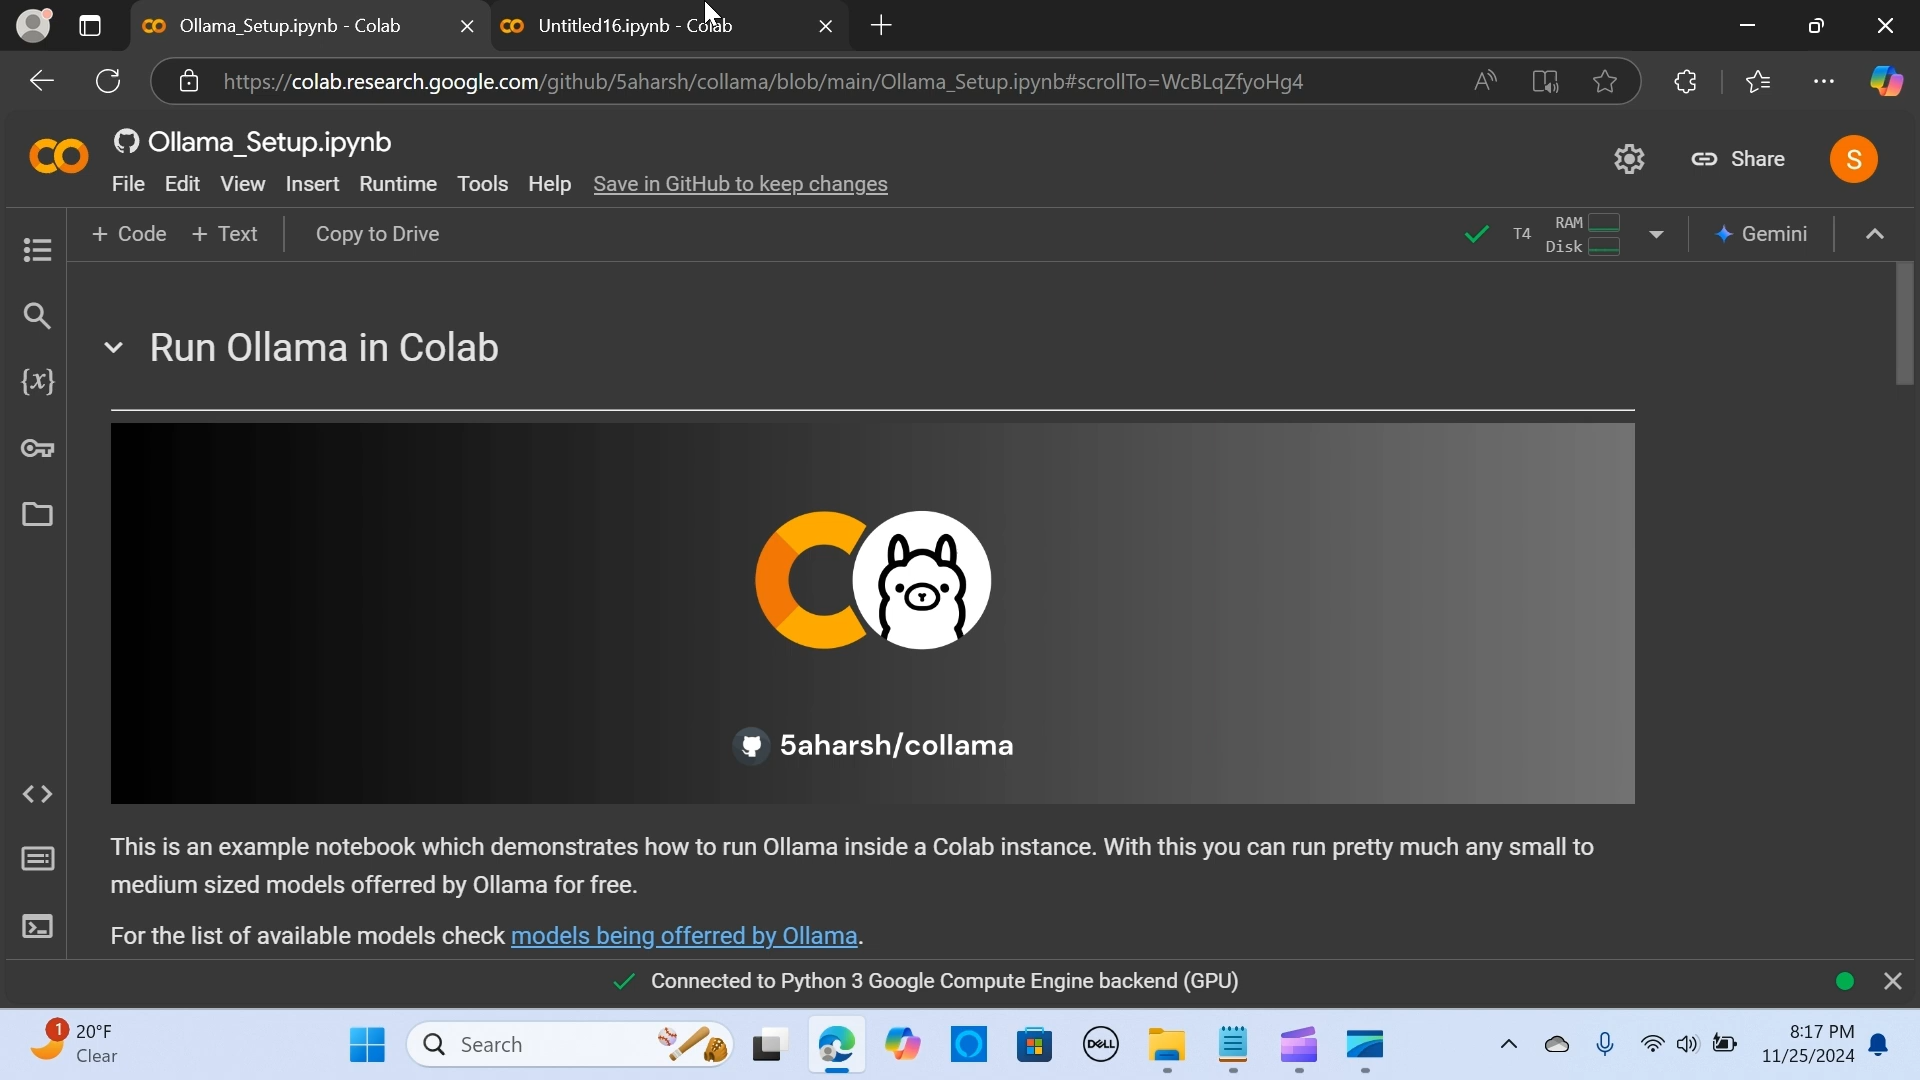 Ollama_Setup.ipynb - Colab
Untitled16.ipynb - Colab
https://colab.research.google.com/github/5aharsh/collama/blob/main/Ollama_Setup.ipynb#scrollTo=WcBLqZfyoHg4
Ollama_Setup.ipynb
File Edit View Insert Runtime Tools Help Save in GitHub to keep changes
Share
S
+ Code + Text Copy to Drive
T4 RAM
Disk
Gemini
Run Ollama in Colab
5aharsh/collama
This is an example notebook which demonstrates how to run Ollama inside a Colab instance. With this you can run pretty much any small to
medium sized models offerred by Ollama for free.
For the list of available models check models being offerred by Ollama.
Connected to Python 3 Google Compute Engine backend (GPU)
1
20°F
Clear
Search
DELL
8:17 PM
11/25/2024